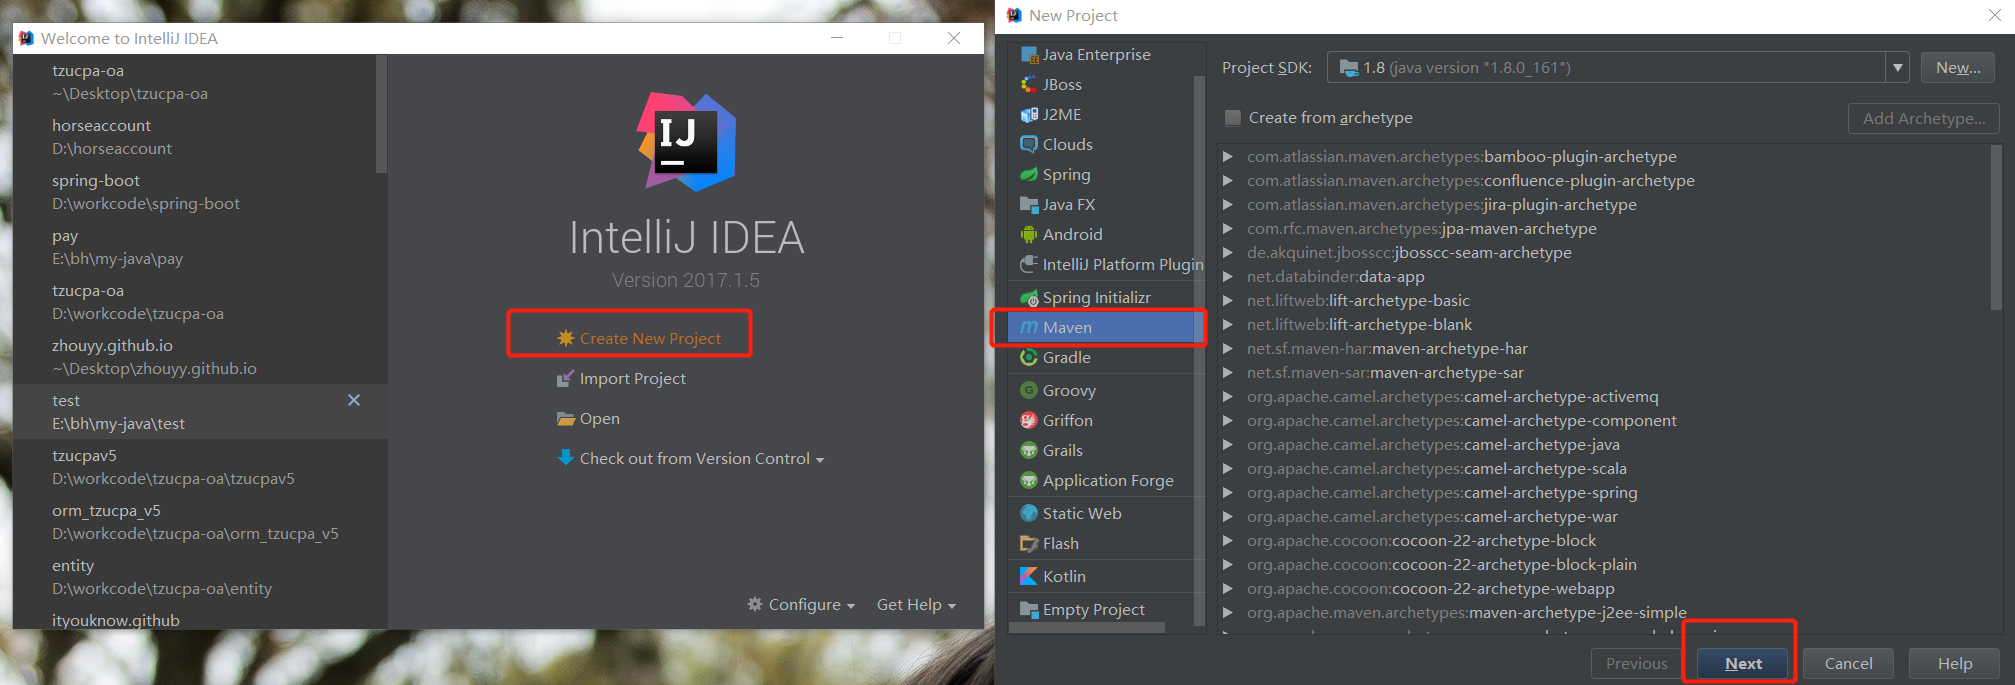 Welcome to IntelliJ IDEA
tzucpa-oa
~\Desktop\tzucpa-oa
horseaccount
D:\horseaccount
spring-boot
D:\workcode\spring-boot
pay
E:\bh\my-java\pay
tzucpa-oa
D:\workcode\tzucpa-oa
zhouyy.github.io
~\Desktop\zhouyy.github.io
test
E:\bh\my-java\test
tzucpav5
D:\workcode\tzucpa-oa\tzucpav5
orm_tzucpa_v5
D:\workcode\tzucpa-oa\orm_tzucpa_v5
entity
D:\workcode\tzucpa-oa\entity
ityouknow.github
IJ
IntelliJ IDEA
Version 2017.1.5
Create New Project
Import Project
Open
Check out from Version Control
Configure
Get Help
New Project
Java Enterprise
JBoss
J2ME
Clouds
Spring
Java FX
Android
IntelliJ Platform Plugin
Spring Initializr
Maven
Gradle
Groovy
Griffon
Grails
Application Forge
Static Web
Flash
Kotlin
Empty Project
Project SDK:
1.8 (java version "1.8.0_161")
New...
Create from archetype
Add Archetype...
com.atlassian.maven.archetypes:bamboo-plugin-archetype
com.atlassian.maven.archetypes:confluence-plugin-archetype
com.atlassian.maven.archetypes:jira-plugin-archetype
com.rfc.maven.archetypes:jpa-maven-archetype
de.akquinet.jbosscc:jbosscc-seam-archetype
net.databinder:data-app
net.liftweb:lift-archetype-basic
net.liftweb:lift-archetype-blank
net.sf.maven-har:maven-archetype-har
net.sf.maven-sar:maven-archetype-sar
org.apache.camel.archetypes:camel-archetype-activemq
org.apache.camel.archetypes:camel-archetype-component
org.apache.camel.archetypes:camel-archetype-java
org.apache.camel.archetypes:camel-archetype-scala
org.apache.camel.archetypes:camel-archetype-spring
org.apache.camel.archetypes:camel-archetype-war
org.apache.cocoon:cocoon-22-archetype-block
org.apache.cocoon:cocoon-22-archetype-block-plain
org.apache.cocoon:cocoon-22-archetype-webapp
org.apache.maven.archetypes:maven-archetype-j2ee-simple
Previous
Next
Cancel
Help